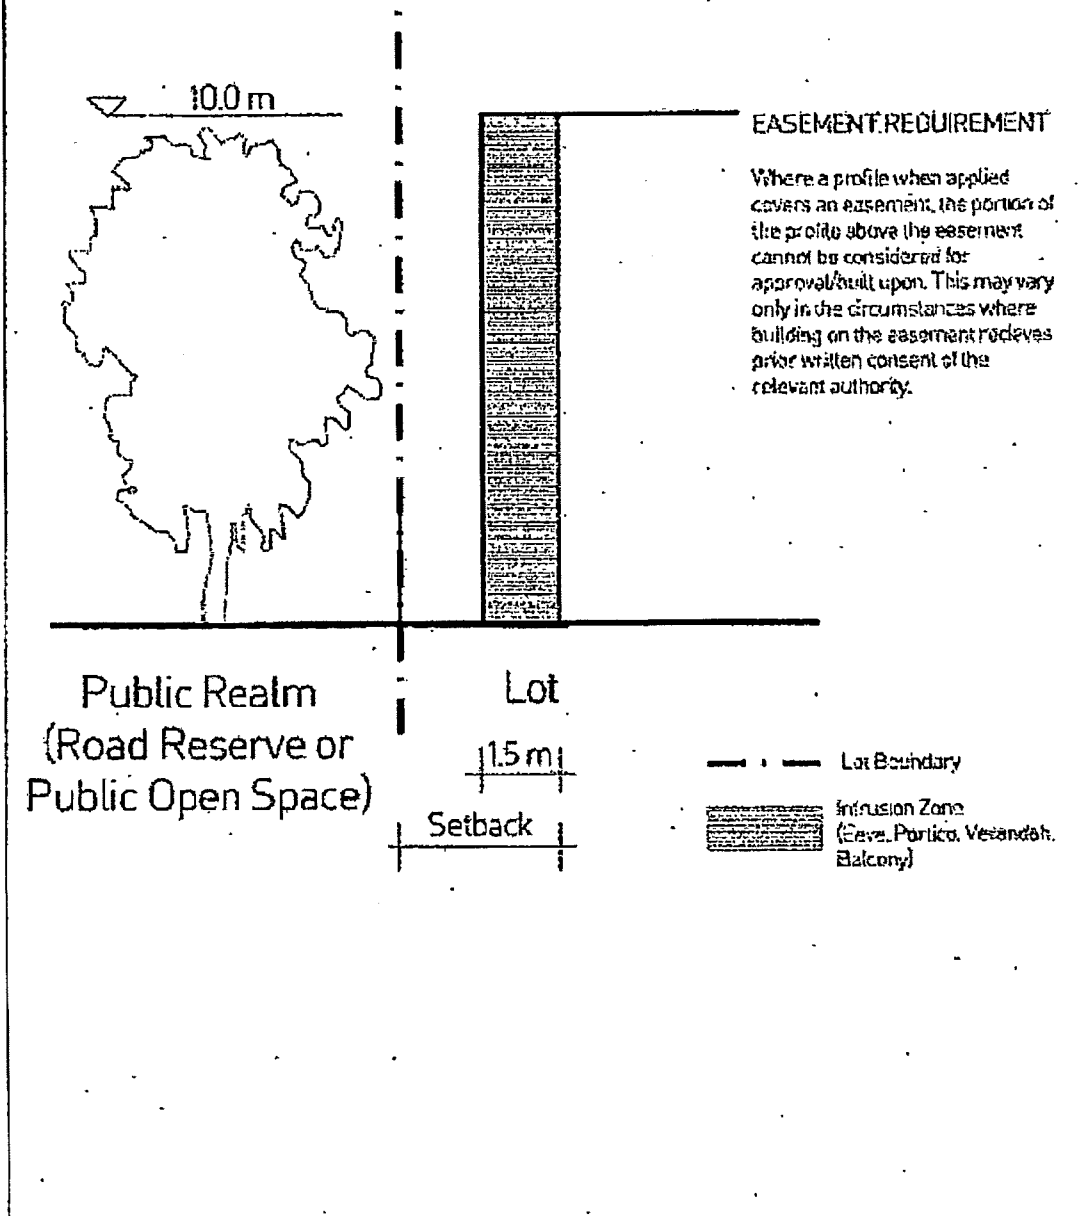 10.0 m
EASEMENT REQUIREMENT
Where a profile when applied
covers an easement, the portion of
the profile above the easement
cannot be considered for
approval/built upon. This may vary
only in the circumstances where
building on the easement recieves
prior written consent of the
relevant authority.
Public Realm
(Road Reserve or
Public Open Space)
Lot
1.5 m
Setback
Lot Boundary
Intrusion Zone
(Eave, Portico, Verandah,
Balcony)